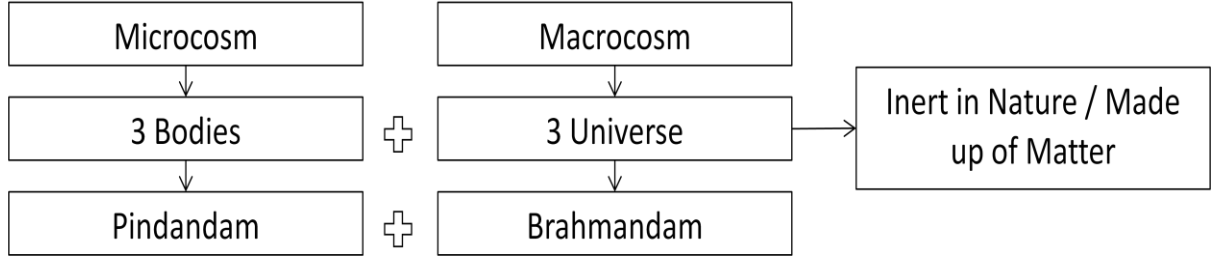 Microcosm
Macrocosm
3 Bodies
3 Universe
Inert in Nature / Made
up of Matter
Pindandam
Brahmandam